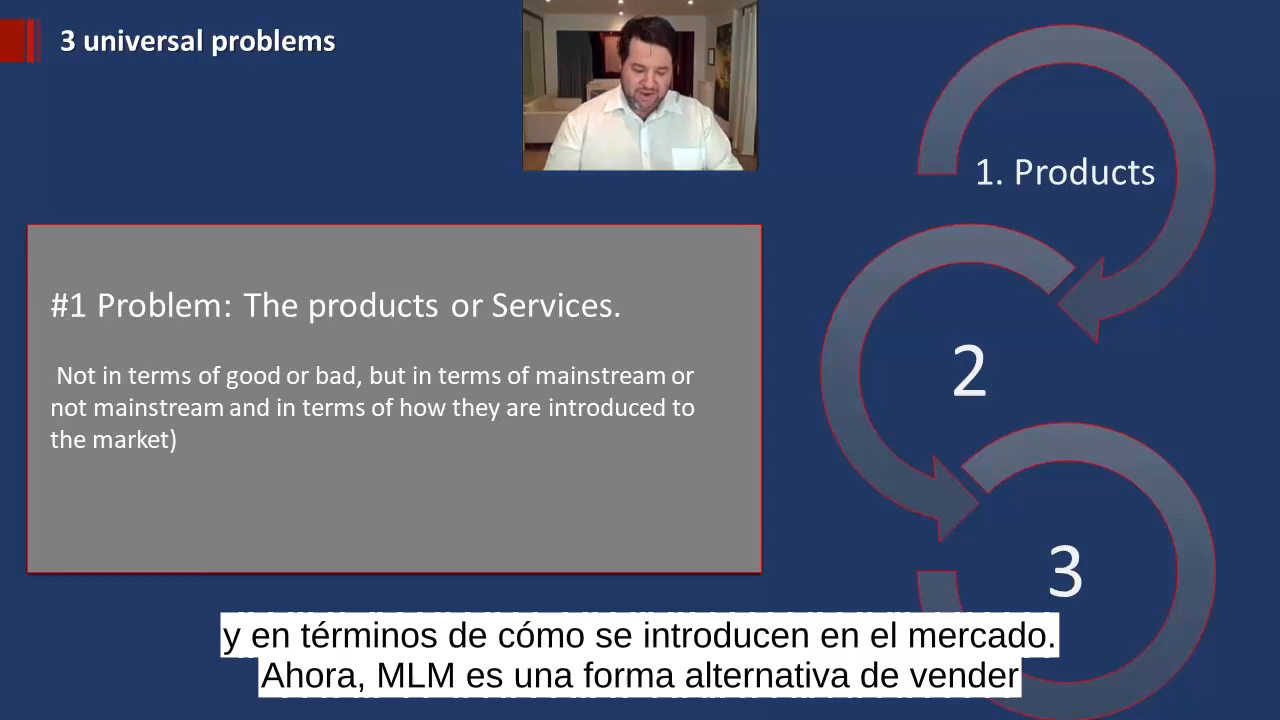 3 universal problems
1. Products
#1 Problem: The products or Services.
Not in terms of good or bad, but in terms of mainstream or
not mainstream and in terms of how they are introduced to
the market)
2
3
y en términos de cómo se introducen en el mercado.
Ahora, MLM es una forma alternativa de vender